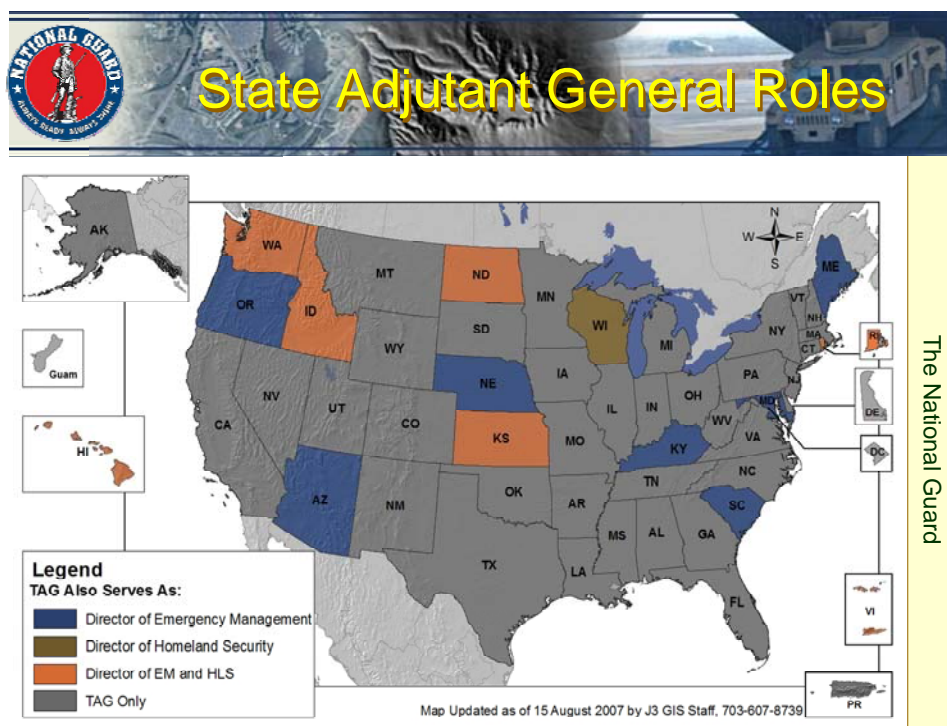 NATIONAL GUARD
ALWAYS READY ALWAYS THERE
State Adjutant General Roles
The National Guard
AK
Guam
HI
WA
OR
ID
MT
ND
MN
SD
WI
WY
NE
IA
MI
NV
UT
CO
CA
AZ
NM
KS
OK
TX
MO
AR
LA
IL
IN
OH
KY
TN
MS
AL
GA
FL
SC
NC
VA
WV
PA
NY
VT
NH
MA
CT
NJ
MD
ME
RI
DE
DC
VI
PR
N
W
E
S
Legend
TAG Also Serves As:
Director of Emergency Management
Director of Homeland Security
Director of EM and HLS
TAG Only
Map Updated as of 15 August 2007 by J3 GIS Staff, 703-607-8739